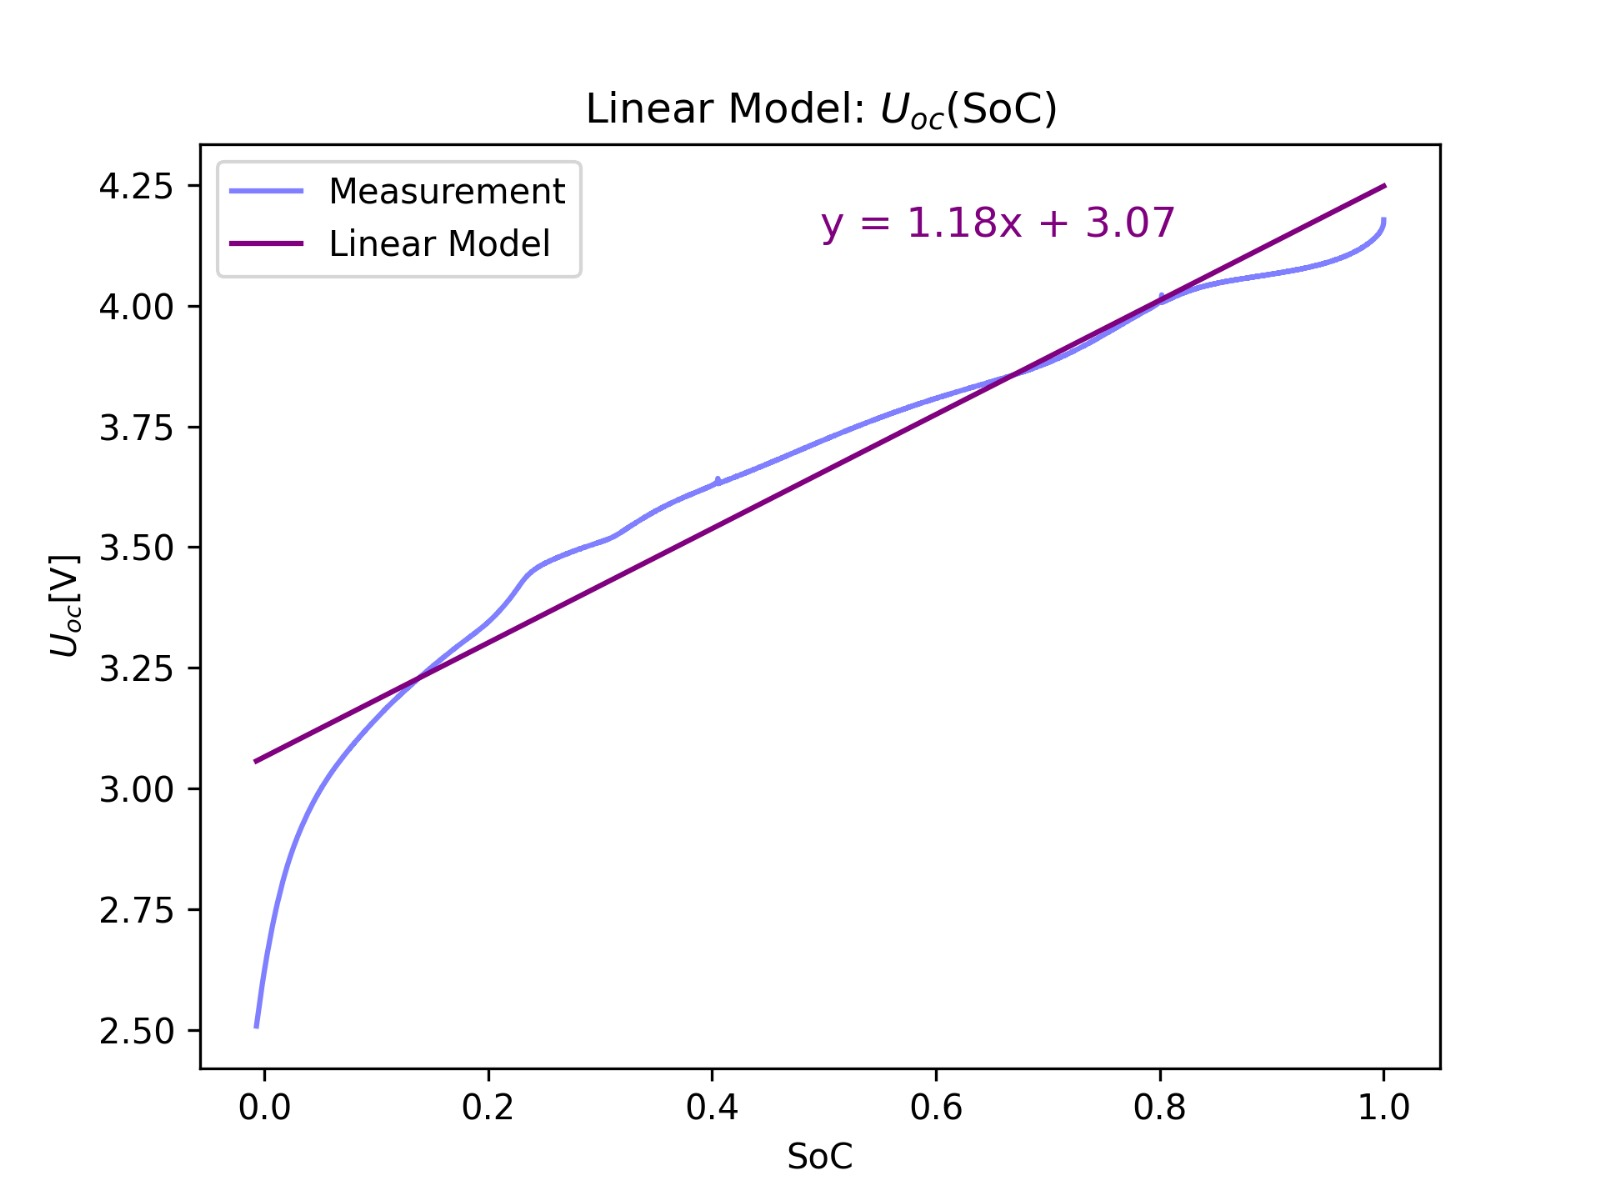 Linear Model: Uoc(SoC)
Measurement
Linear Model
y = 1.18x + 3.07
4.25
4.00
3.75
3.50
3.25
3.00
2.75
2.50
Uoc[V]
0.0 0.2 0.4 0.6 0.8 1.0
SoC